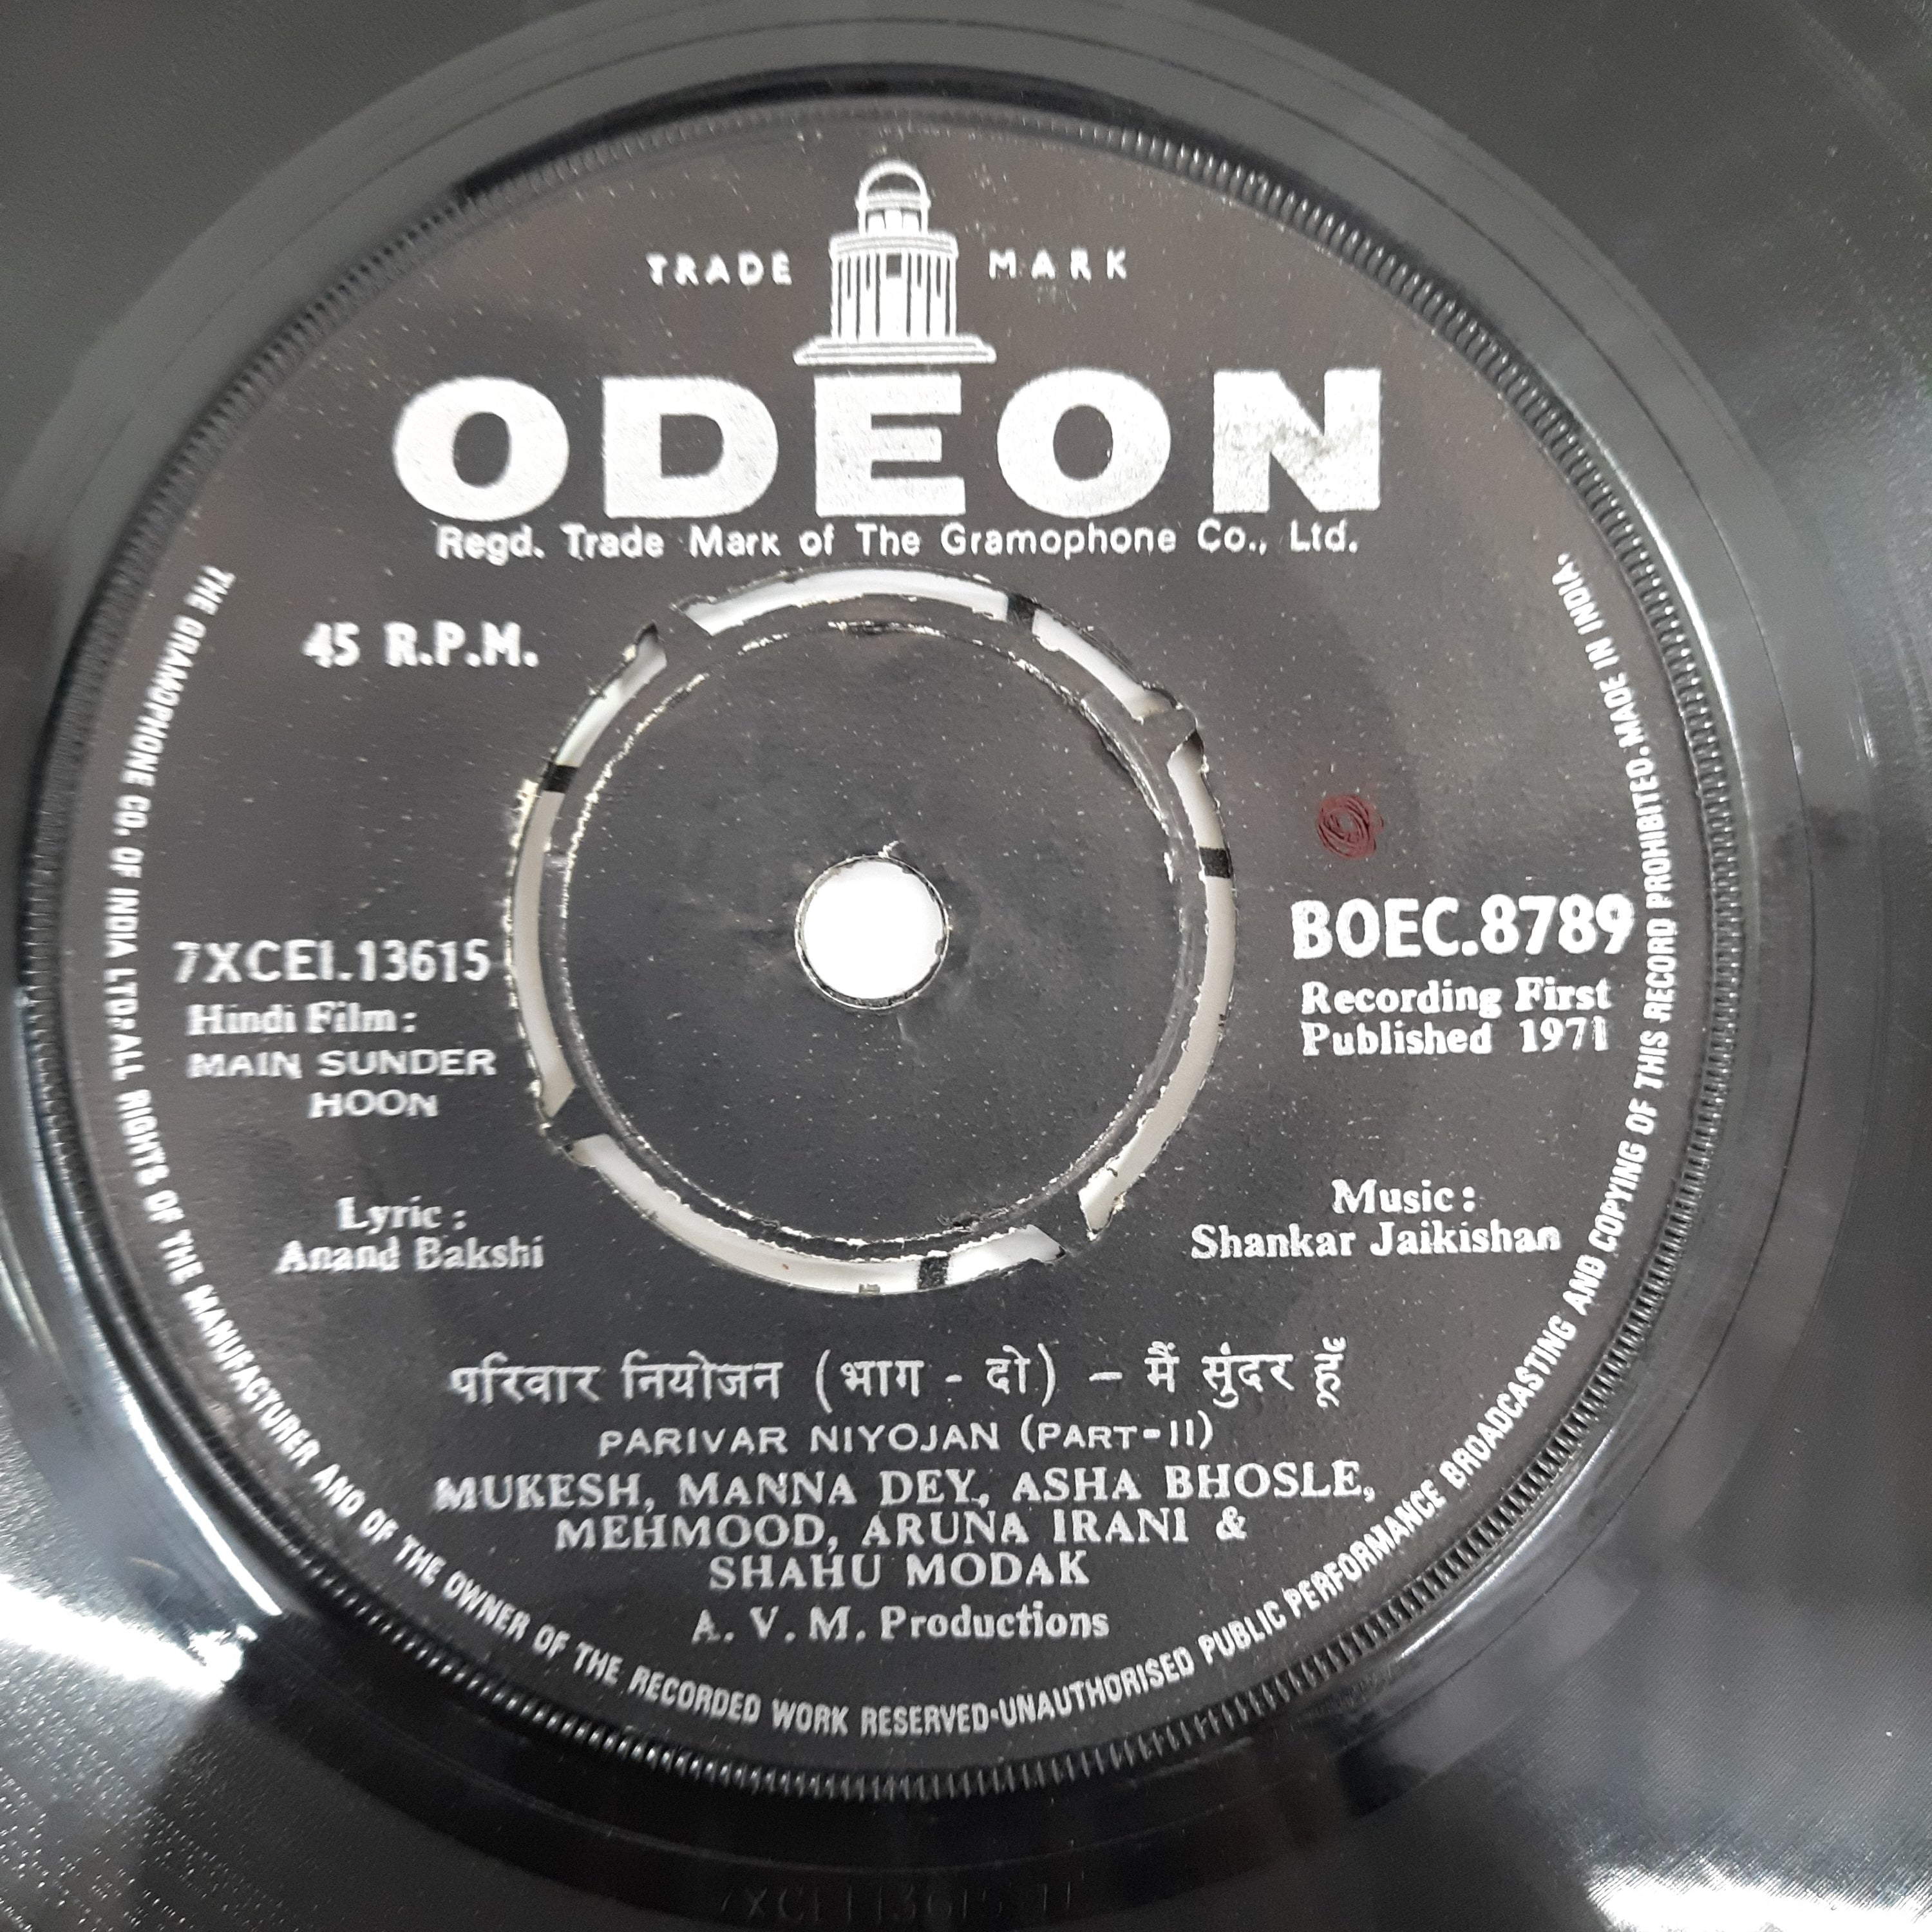 TRADE MARK
ODEON
Regd. Trade Mark of The Gramophone Co., Ltd.
45 R.P.M.
7XCEI.13615
Hindi Film :
MAIN SUNDER
HOON
Lyric :
Anand Bakshi
BOEC.8789
Recording First
Published 1971
Music :
Shankar Jaikishan
परिवार नियोजन (भाग - दो) – मैं सुंदर हूँ
PARIVAR NIYOJAN (PART-II)
MUKESH, MANNA DEY, ASHA BHOSLE,
MEHMOOD, ARUNA IRANI &
SHAHU MODAK
A. V. M. Productions
THE GRAMOPHONE CO. OF INDIA LTD•ALL RIGHTS OF THE MANUFACTURER AND OF THE OWNER OF THE RECORDED WORK RESERVED•UNAUTHORISED PUBLIC PERFORMANCE BROADCASTING AND COPYING OF THIS RECORD PROHIBITED. MADE IN INDIA.